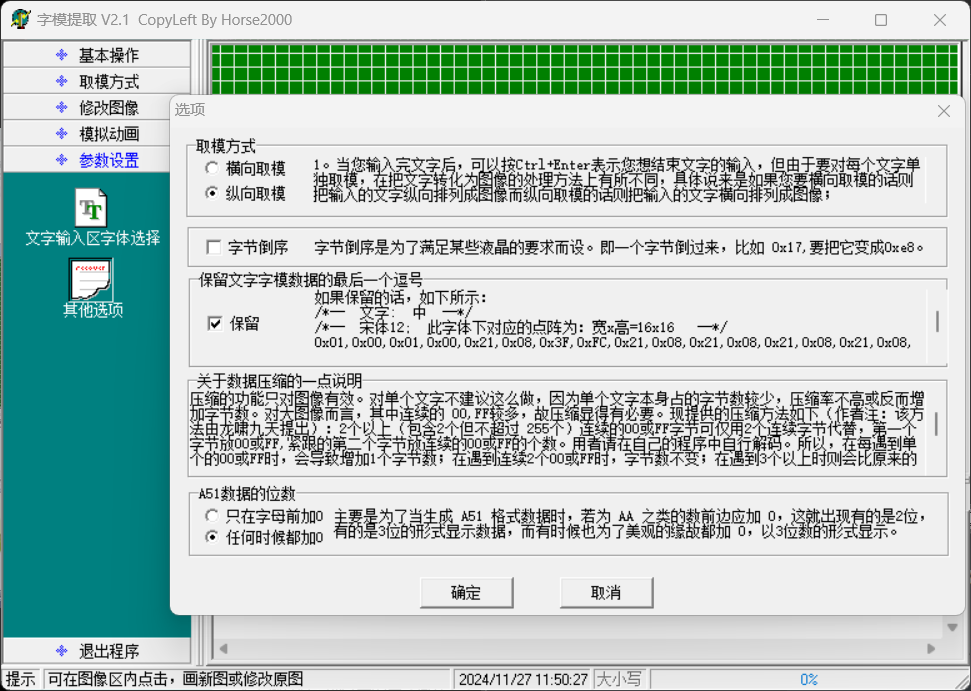 字模提取 V2.1 CopyLeft By Horse2000
基本操作
取模方式
修改图像
模拟动画
参数设置
文字输入区字体选择
其他选项
退出程序
选项
取模方式
横向取模
纵向取模
1。当您输入完文字后，可以按Ctrl+Enter表示您想结束文字的输入，但由于要对每个文字单
独取模，在把文字转化为图像的处理方法上有所不同，具体说来是如果您要横向取模的话则
把输入的文字纵向排列成图像而纵向取模的话则把输入的文字横向排列成图像；
字节倒序
字节倒序是为了满足某些液晶的要求而设。即一个字节倒过来，比如 0x17,要把它变成0xe8。
保留文字字模数据的最后一个逗号
保留
如果保留的话，如下所示：
/*— 文字: 中 —*/
/*— 宋体12; 此字体下对应的点阵为：宽x高=16x16 —*/
0x01,0x00,0x01,0x00,0x21,0x08,0x3F,0xFC,0x21,0x08,0x21,0x08,0x21,0x08,0x21,0x08,
关于数据压缩的一点说明
压缩的功能只对图像有效。对单个文字不建议这么做，因为单个文字本身占的字节数较少，压缩率不高或反而增
加字节数。对大图像而言，其中连续的 00,FF较多，故压缩显得有必要。现提供的压缩方法如下（作者注：该方
法由龙啸九天提出）：2个以上（包含2个但不超过 255个）连续的00或FF字节可仅用2个连续字节代替，第一个
字节放00或FF,紧跟的第二个字节放连续的00或FF的个数。用者请在自己的程序中自行解码。所以，在每遇到单
个的00或FF时，会导致增加1个字节数；在遇到连续2个00或FF时，字节数不变；在遇到3个以上时则会比原来的
A51数据的位数
只在字母前加0
任何时候都加0
主要是为了当生成 A51 格式数据时，若为 AA 之类的数前边应加 0，这就出现有的是2位，
有的是3位的形式显示数据，而有时候也为了美观的缘故都加 0，以3位数的形式显示。
确定
取消
提示
可在图像区内点击，画新图或修改原图
2024/11/27 11:50:27
大小写
0%